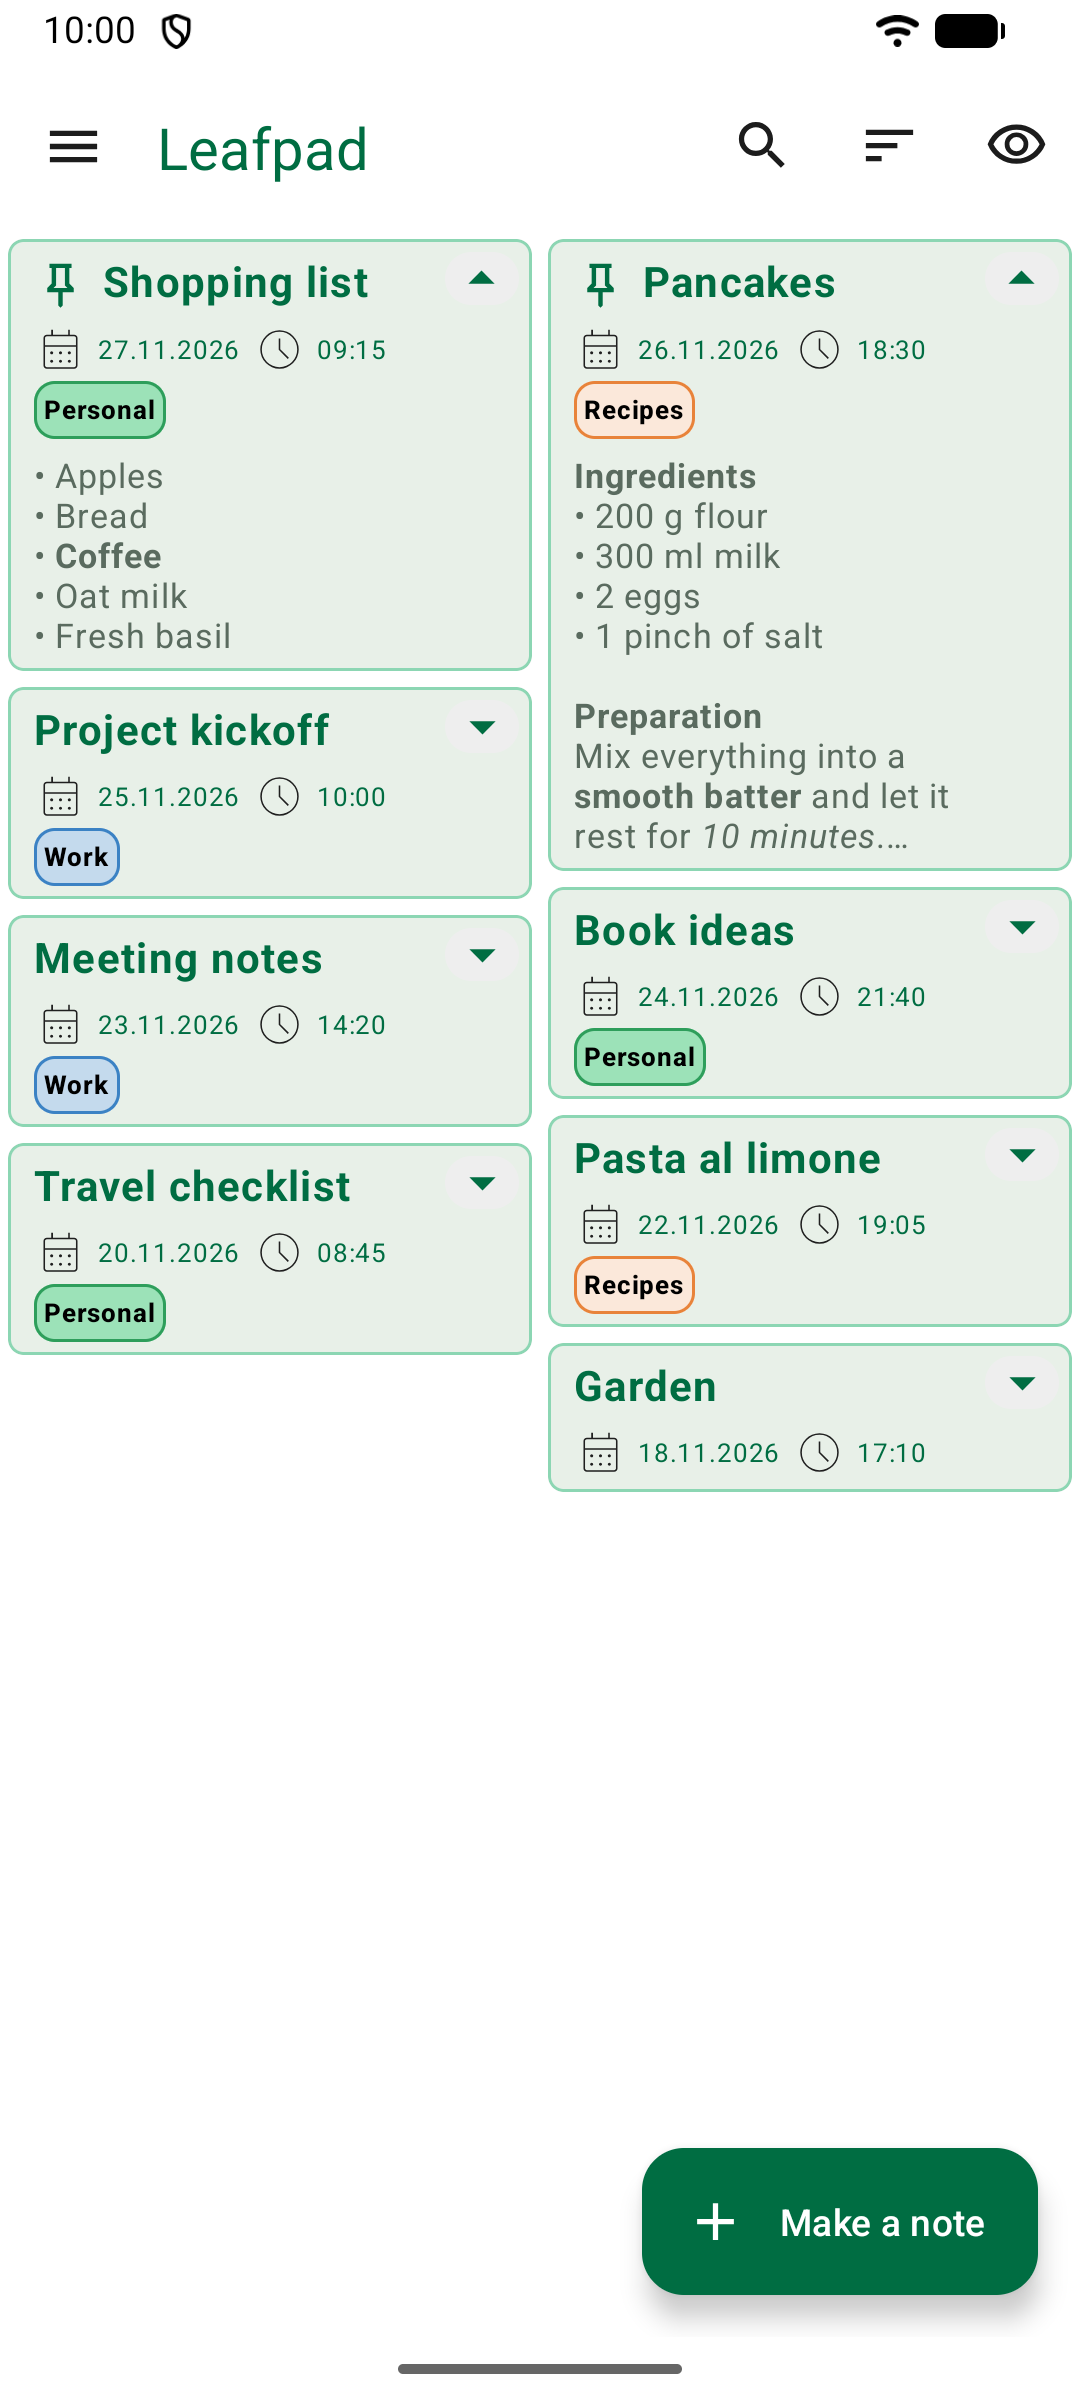 10:00
Leafpad
Shopping list
27.11.2026 09:15
Personal
• Apples
• Bread
• Coffee
• Oat milk
• Fresh basil
Project kickoff
25.11.2026 10:00
Work
Meeting notes
23.11.2026 14:20
Work
Travel checklist
20.11.2026 08:45
Personal
Pancakes
26.11.2026 18:30
Recipes
Ingredients
• 200 g flour
• 300 ml milk
• 2 eggs
• 1 pinch of salt
Preparation
Mix everything into a
smooth batter and let it
rest for 10 minutes....
Book ideas
24.11.2026 21:40
Personal
Pasta al limone
22.11.2026 19:05
Recipes
Garden
18.11.2026 17:10
Make a note